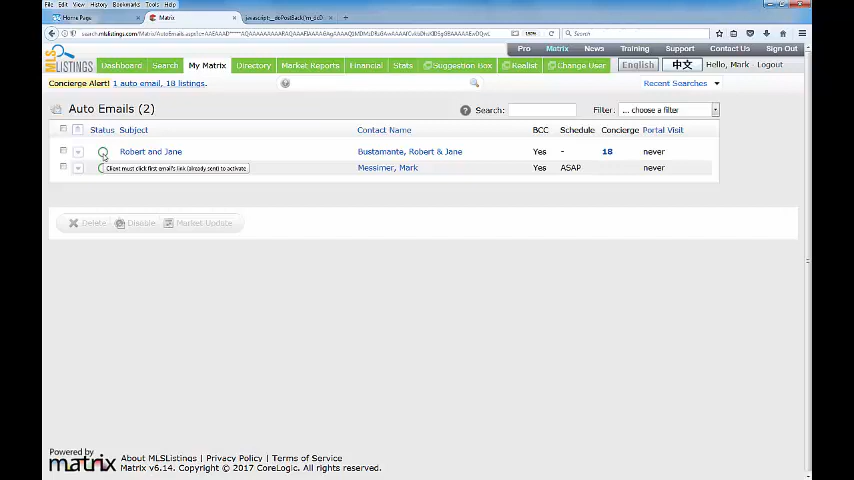 File Edit View History Bookmarks Tools Help
Home Page Matrix
Search
Pro Matrix News Training Support Contact Us Sign Out
MLS LISTINGS
Dashboard Search My Matrix Directory Market Reports Financial Stats Suggestion Box Realist Change User English 中文 Hello, Mark - Logout
Concierge Alert! 1 auto email, 18 listings. Recent Searches
Auto Emails (2) Search: Filter: ... choose a filter
Status Subject Contact Name BCC Schedule Concierge Portal Visit
Robert and Jane Bustamante, Robert & Jane Yes - 18 never
Client must click first email's link (already sent) to activate Messimer, Mark Yes ASAP never
Delete Disable Market Update
Powered by
matrix
About MLSListings | Privacy Policy | Terms of Service
Matrix v6.14. Copyright © 2017 CoreLogic. All rights reserved.